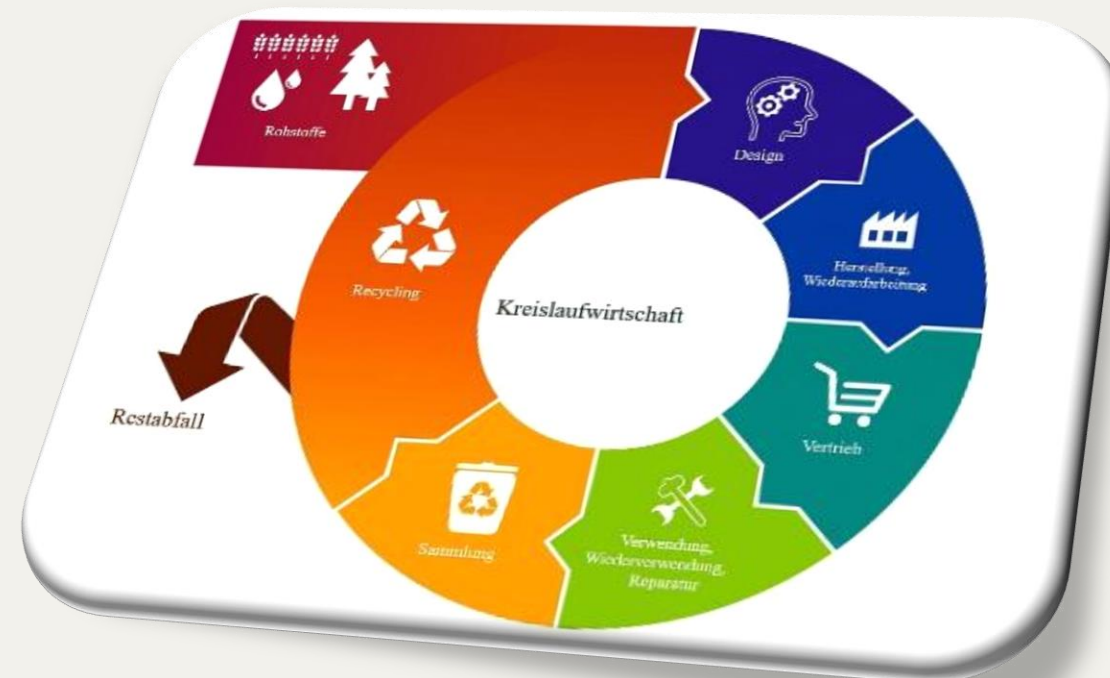 Rohstoffe
Design
Herstellung,
Wiederaufarbeitung
Recycling
Kreislaufwirtschaft
Vertrieb
Restabfall
Sammlung
Verwendung,
Wiederverwendung,
Reparatur